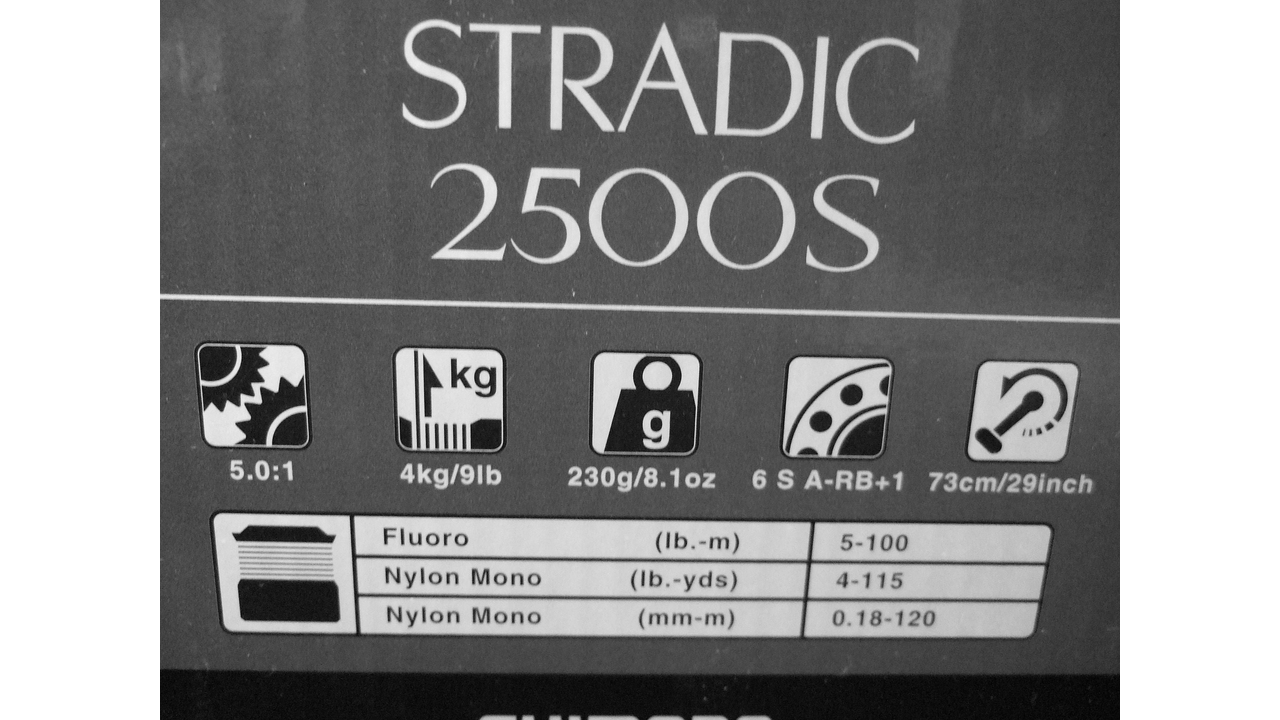 STRADIC
2500S
kg
g
5.0:1 4kg/9lb 230g/8.1oz 6 S A-RB+1 73cm/29inch
Fluoro (lb.-m) 5-100
Nylon Mono (lb.-yds) 4-115
Nylon Mono (mm-m) 0.18-120